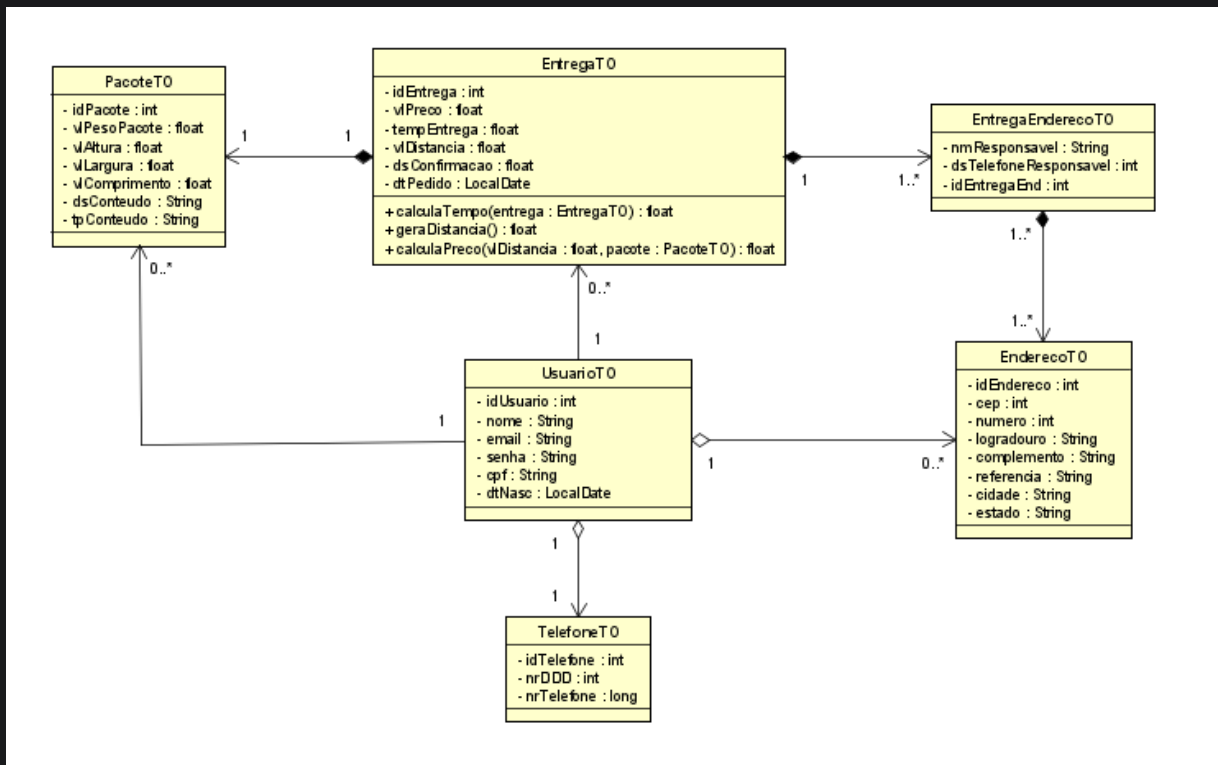 PacoteTO
- idPacote : int
- vlPesoPacote : float
- vlAltura : float
- vlLargura : float
- vlComprimento : float
- dsConteudo : String
- tpConteudo : String
EntregaTO
- idEntrega : int
- vlPreco : float
- tempEntrega : float
- vlDistancia : float
- dsConfirmacao : float
- dtPedido : LocalDate
+ calculaTempo(entrega : EntregaTO) : float
+ geraDistancia() : float
+ calculaPreco(vlDistancia : float, pacote : PacoteTO) : float
EntregaEnderecoTO
- nmResponsavel : String
- dsTelefoneResponsavel : int
- idEntregaEnd : int
1
1
1
1..*
1..*
1..*
0..*
0..*
1
1
UsuarioTO
- idUsuario : int
- nome : String
- email : String
- senha : String
- cpf : String
- dtNasc : LocalDate
1
0..*
EnderecoTO
- idEndereco : int
- cep : int
- numero : int
- logradouro : String
- complemento : String
- referencia : String
- cidade : String
- estado : String
1
1
TelefoneTO
- idTelefone : int
- nrDDD : int
- nrTelefone : long